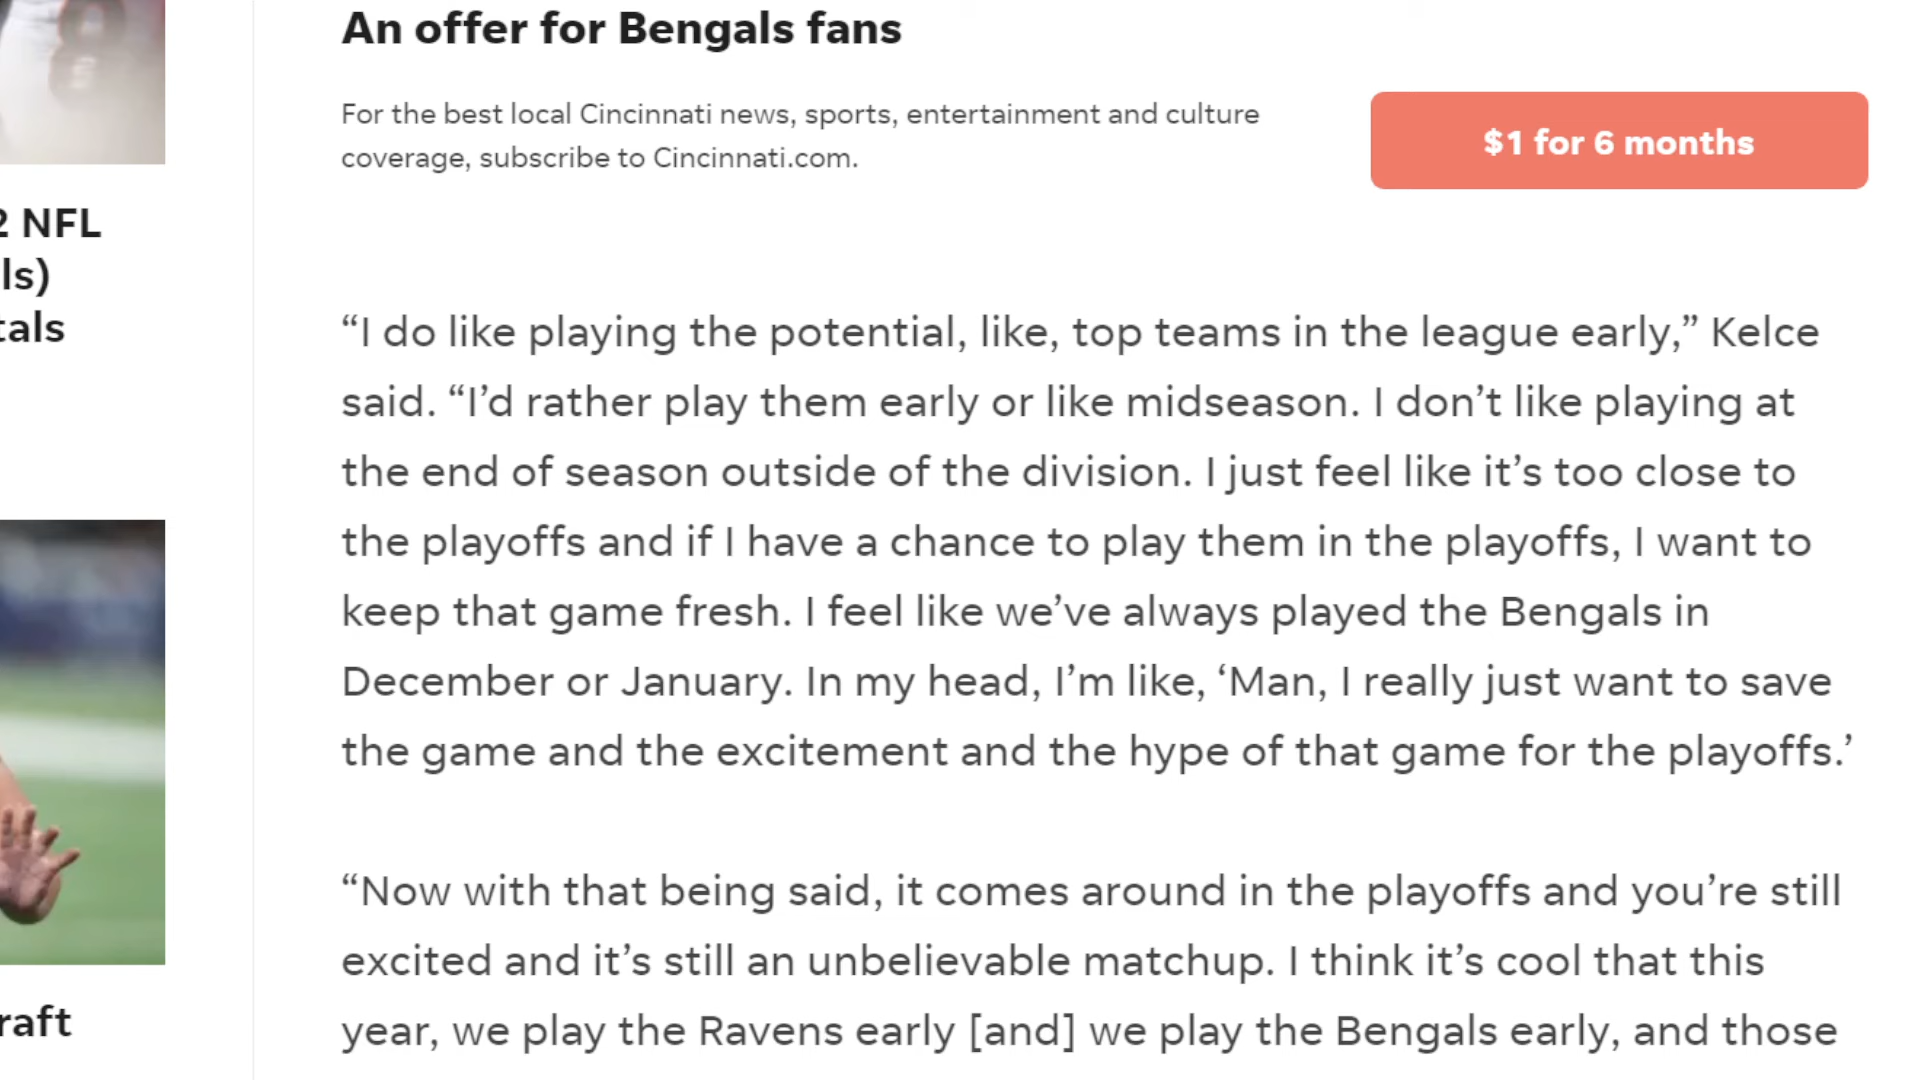 An offer for Bengals fans
For the best local Cincinnati news, sports, entertainment and culture
coverage, subscribe to Cincinnati.com.
$1 for 6 months
2 NFL
ls)
tals
“I do like playing the potential, like, top teams in the league early,” Kelce
said. “I’d rather play them early or like midseason. I don’t like playing at
the end of season outside of the division. I just feel like it’s too close to
the playoffs and if I have a chance to play them in the playoffs, I want to
keep that game fresh. I feel like we’ve always played the Bengals in
December or January. In my head, I’m like, ‘Man, I really just want to save
the game and the excitement and the hype of that game for the playoffs.’
“Now with that being said, it comes around in the playoffs and you’re still
excited and it’s still an unbelievable matchup. I think it’s cool that this
year, we play the Ravens early [and] we play the Bengals early, and those
raft